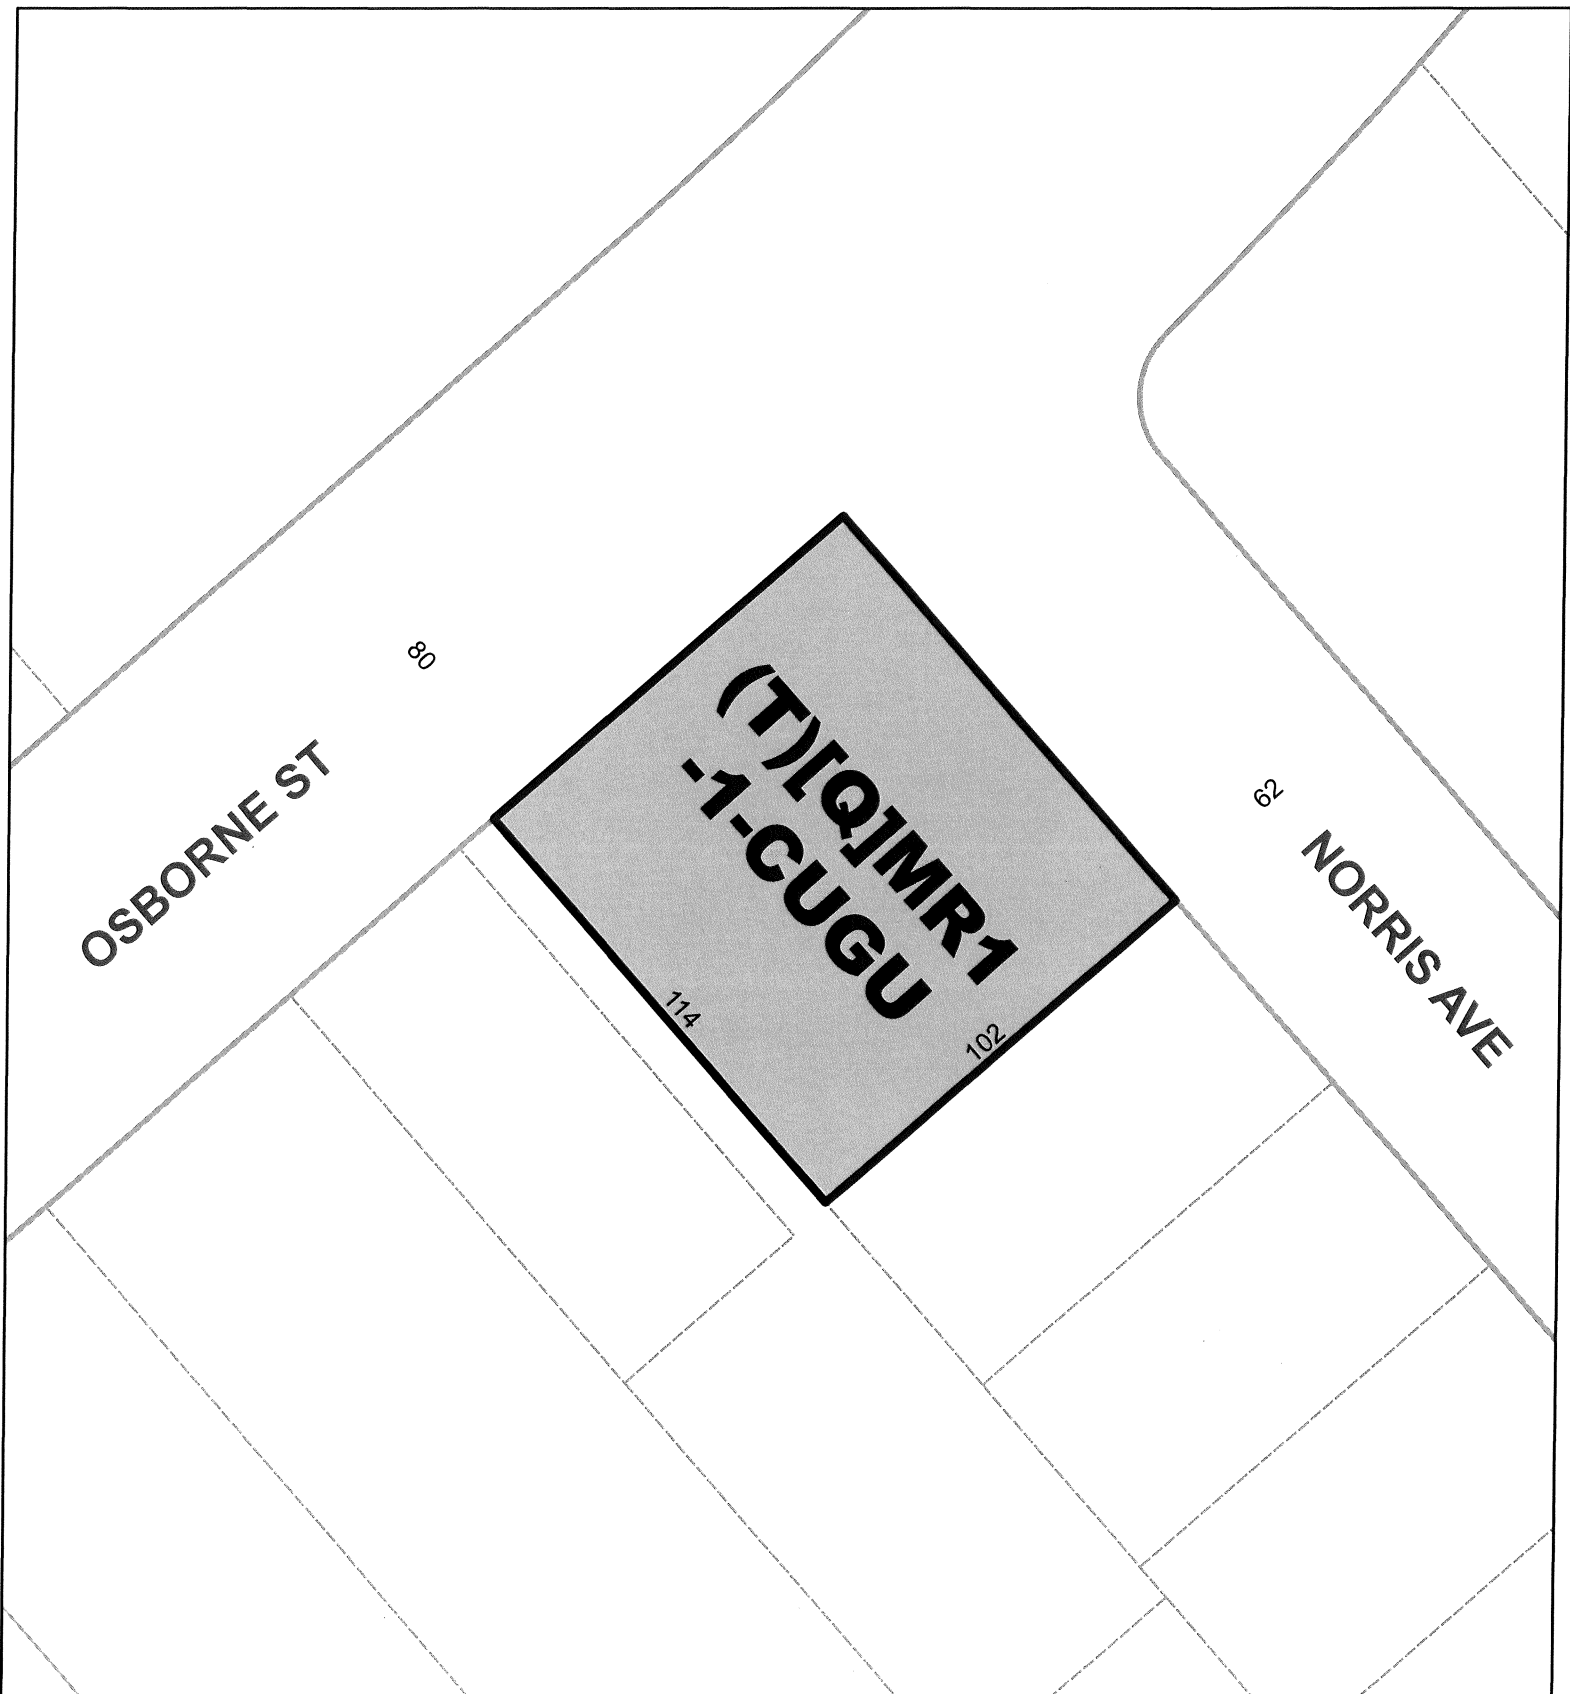 80
OSBORNE ST
(T)[Q]MR1
-1-CUGU
62
NORRIS AVE
114
102